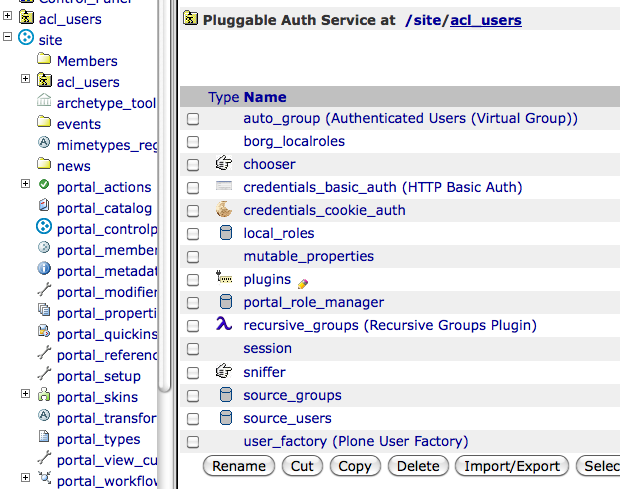 Control_Panel
acl_users
site
Members
acl_users
archetype_tool
events
mimetypes_reg
news
portal_actions
portal_catalog
portal_controlp
portal_member
portal_metadat
portal_modifier
portal_properti
portal_quickins
portal_referenc
portal_setup
portal_skins
portal_transfor
portal_types
portal_view_cu
portal_workflow
Pluggable Auth Service at /site/acl_users
Type Name
auto_group (Authenticated Users (Virtual Group))
borg_localroles
chooser
credentials_basic_auth (HTTP Basic Auth)
credentials_cookie_auth
local_roles
mutable_properties
plugins
portal_role_manager
recursive_groups (Recursive Groups Plugin)
session
sniffer
source_groups
source_users
user_factory (Plone User Factory)
Rename Cut Copy Delete Import/Export Selec